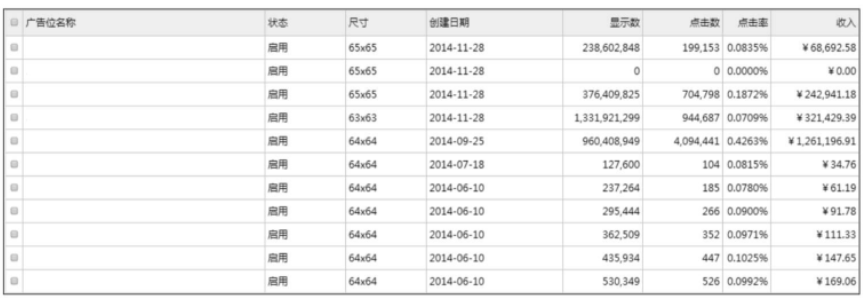 广告位名称 状态 尺寸 创建日期 显示数 点击数 点击率 收入
启用 65x65 2014-11-28 238,602,848 199,153 0.0835% ¥68,692.58
启用 65x65 2014-11-28 0 0 0.0000% ¥0.00
启用 65x65 2014-11-28 376,409,825 704,798 0.1872% ¥242,941.18
启用 63x63 2014-11-28 1,331,921,299 944,687 0.0709% ¥321,429.39
启用 64x64 2014-09-25 960,408,949 4,094,441 0.4263% ¥1,261,196.91
启用 64x64 2014-07-18 127,600 104 0.0815% ¥34.76
启用 64x64 2014-06-10 237,264 185 0.0780% ¥61.19
启用 64x64 2014-06-10 295,444 266 0.0900% ¥91.78
启用 64x64 2014-06-10 362,509 352 0.0971% ¥111.33
启用 64x64 2014-06-10 435,934 447 0.1025% ¥147.65
启用 64x64 2014-06-10 530,349 526 0.0992% ¥169.06